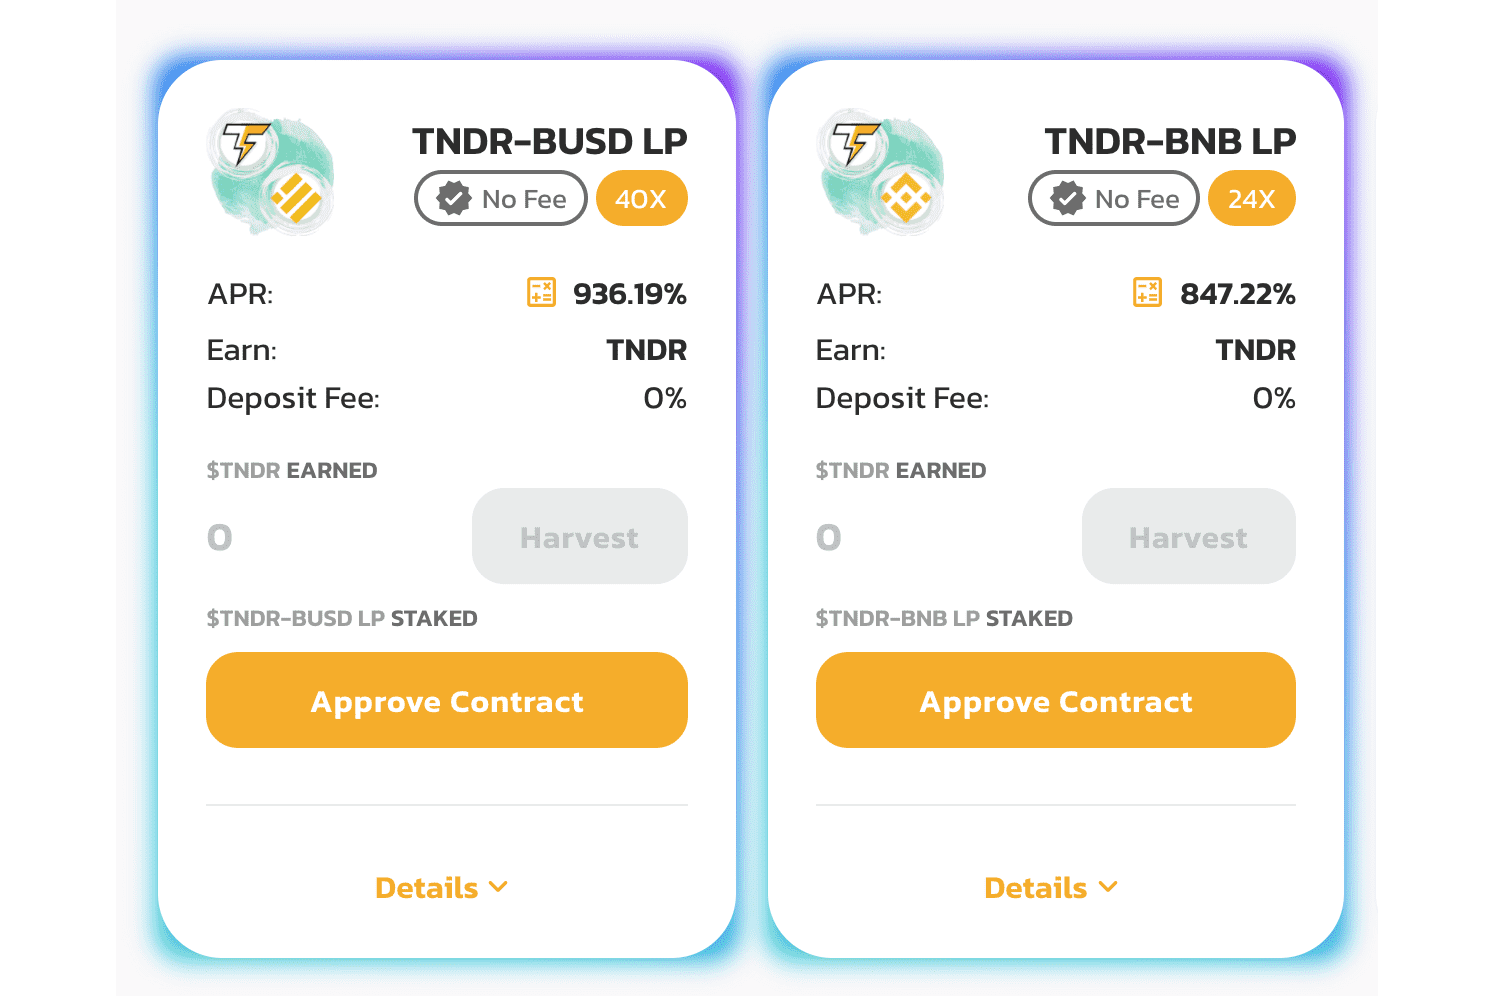 TNDR-BUSD LP
No Fee 40X
APR: 936.19%
Earn: TNDR
Deposit Fee: 0%
$TNDR EARNED
0 Harvest
$TNDR-BUSD LP STAKED
Approve Contract
Details
TNDR-BNB LP
No Fee 24X
APR: 847.22%
Earn: TNDR
Deposit Fee: 0%
$TNDR EARNED
0 Harvest
$TNDR-BNB LP STAKED
Approve Contract
Details